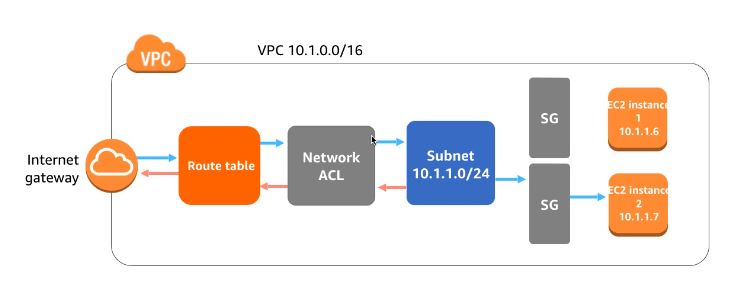 VPC
VPC 10.1.0.0/16
Internet
gateway
Route table
Network
ACL
Subnet
10.1.1.0/24
SG
EC2 instance
1
10.1.1.6
SG
EC2 instance
2
10.1.1.7